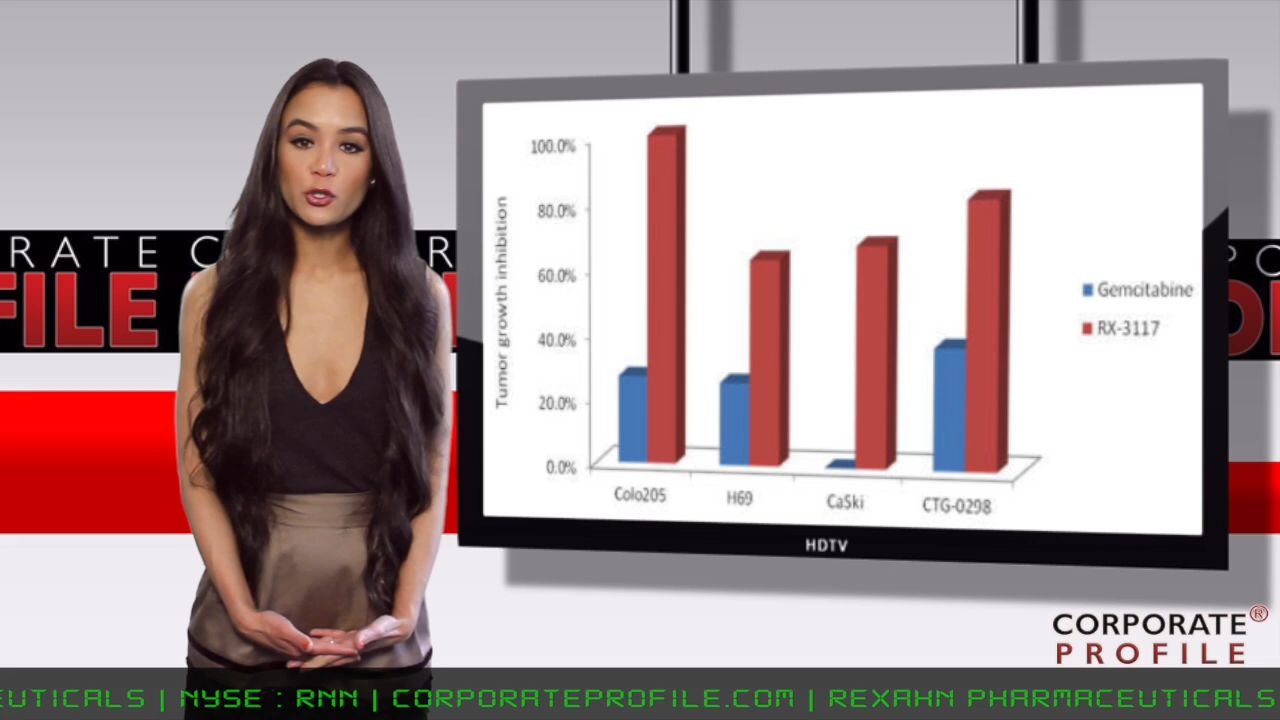 RATE C
R
FILE
100.0%
80.0%
60.0%
40.0%
20.0%
0.0%
Tumor growth inhibition
Colo205
H69
CaSki
CTG-0298
Gemcitabine
RX-3117
HDTV
CORPORATE®
PROFILE
EUTICALS | NYSE : RNN | CORPORATEPROFILE.COM | REXAHN PHARMACEUTICALS